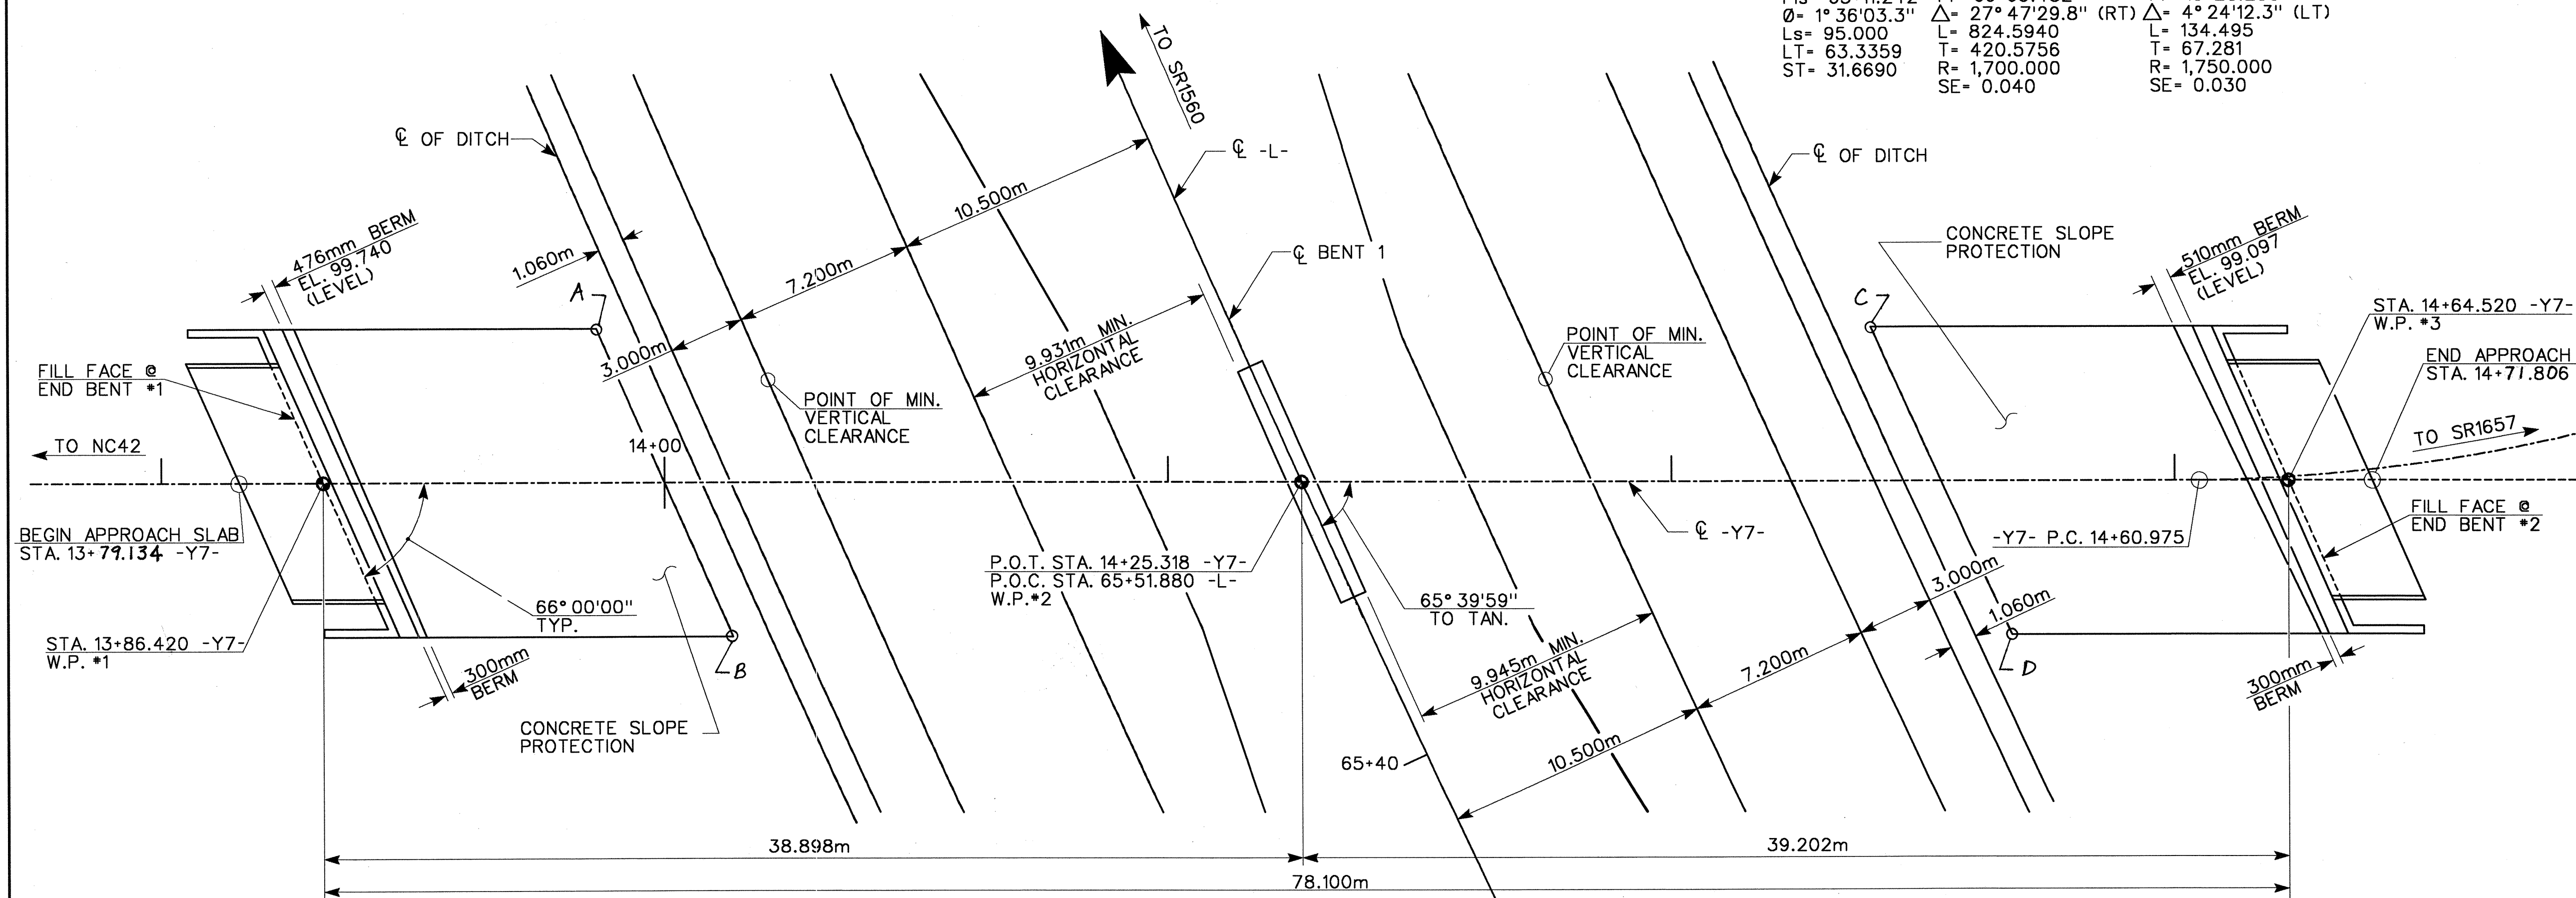 Ø= 1° 36'03.3" △= 27° 47'29.8" (RT) △= 4° 24'12.3" (LT)
Ls= 95.000 L= 824.5940 L= 134.495
LT= 63.3359 T= 420.5756 T= 67.281
ST= 31.6690 R= 1,700.000 R= 1,750.000
SE= 0.040 SE= 0.030
TO SR1560
℄ OF DITCH
℄ -L-
℄ OF DITCH
10.500m
476mm BERM
EL. 99.740
(LEVEL)
1.060m
7.200m
℄ BENT 1
CONCRETE SLOPE
PROTECTION
510mm BERM
EL. 99.097
(LEVEL)
A
C
STA. 14+64.520 -Y7-
W.P. #3
3.000m
9.931m MIN.
HORIZONTAL
CLEARANCE
POINT OF MIN.
VERTICAL
CLEARANCE
END APPROACH
STA. 14+71.806
FILL FACE @
END BENT #1
POINT OF MIN.
VERTICAL
CLEARANCE
TO NC42
14+00
TO SR1657
BEGIN APPROACH SLAB
STA. 13+79.134 -Y7-
℄ -Y7-
-Y7- P.C. 14+60.975
FILL FACE @
END BENT #2
P.O.T. STA. 14+25.318 -Y7-
P.O.C. STA. 65+51.880 -L-
W.P.#2
66° 00'00"
TYP.
65° 39'59"
TO TAN.
3.000m
1.060m
STA. 13+86.420 -Y7-
W.P. #1
300mm
BERM
B
9.945m MIN.
HORIZONTAL
CLEARANCE
7.200m
D
300mm
BERM
CONCRETE SLOPE
PROTECTION
65+40
10.500m
38.898m
39.202m
78.100m